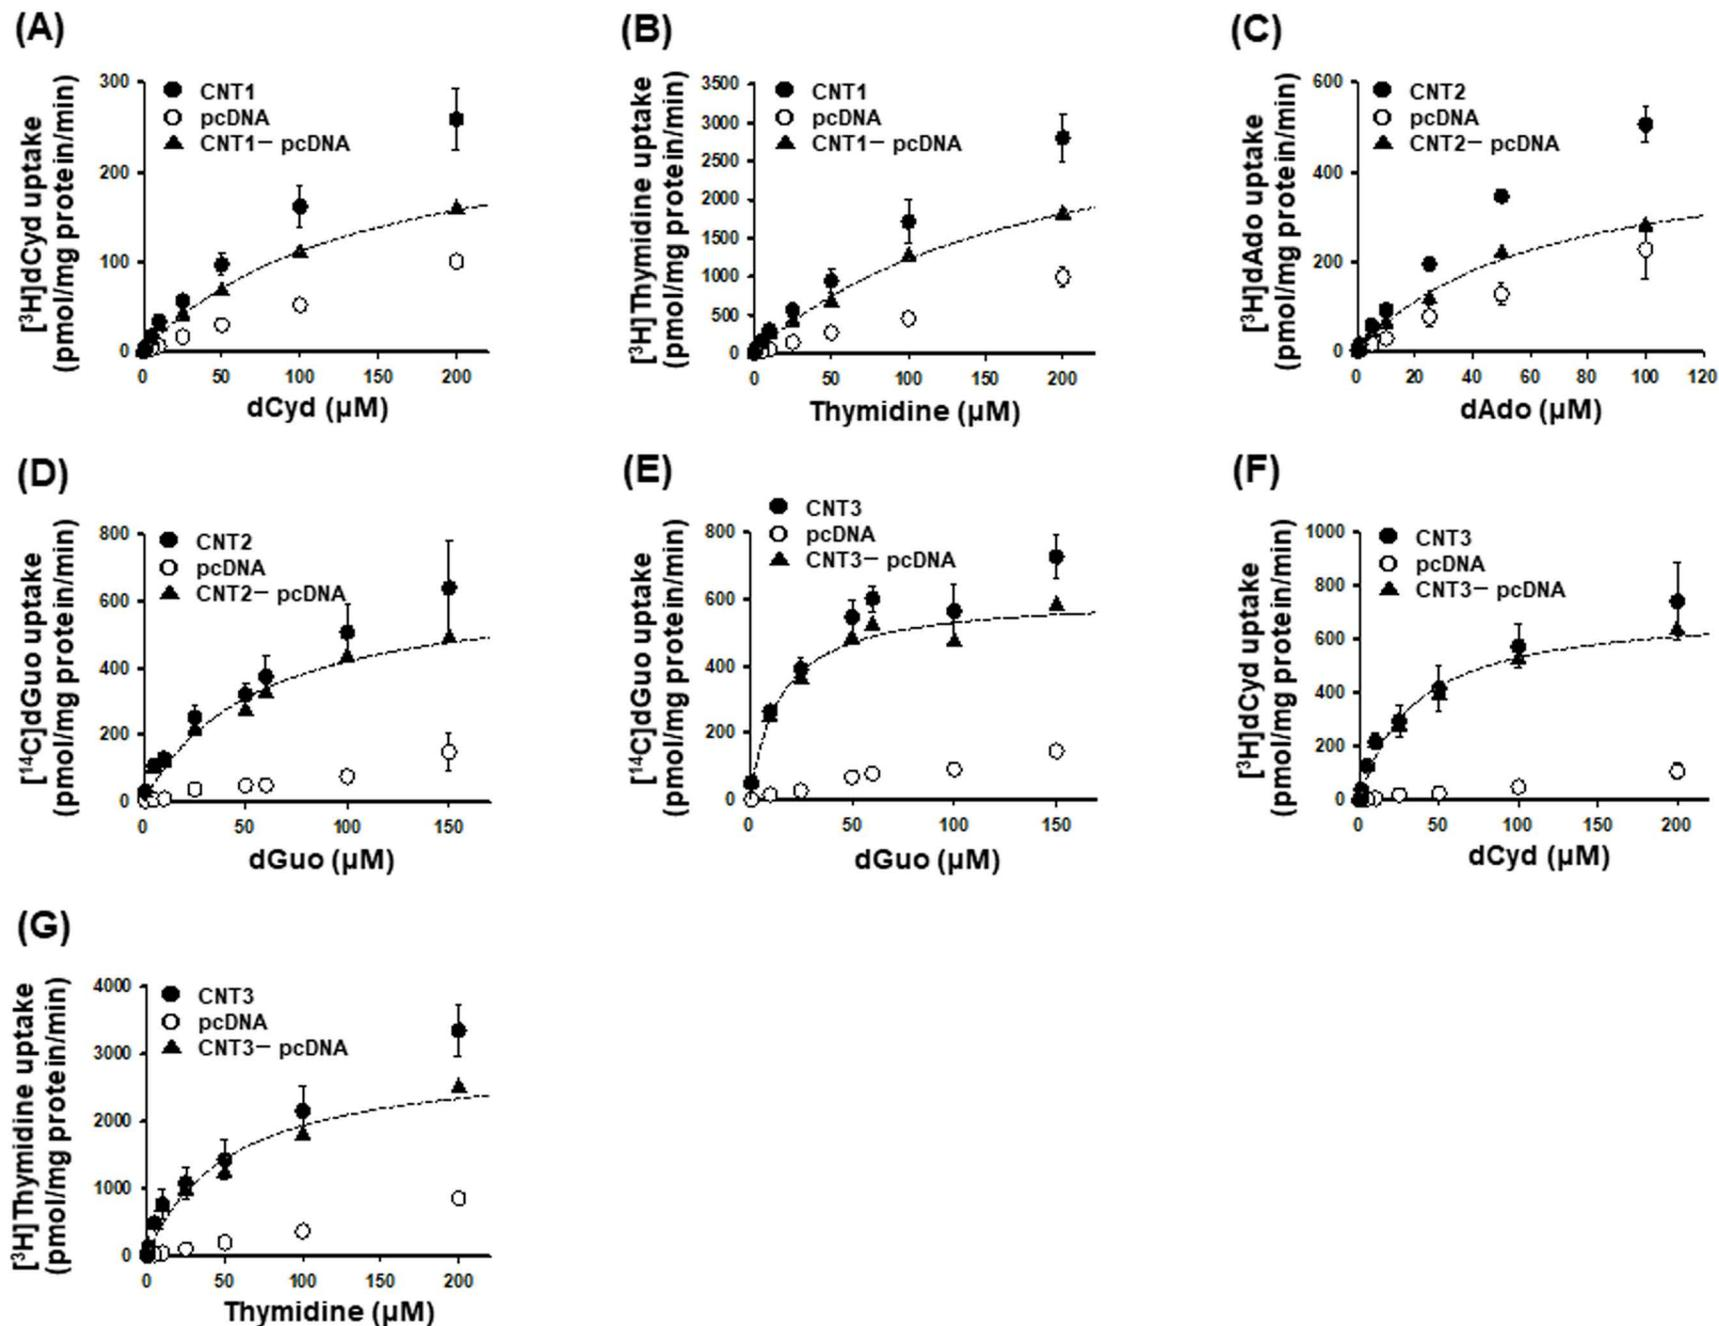 (A)
[³H]dCyd uptake
(pmol/mg protein/min)
300
200
100
0
CNT1
pcDNA
CNT1− pcDNA
0 50 100 150 200
dCyd (µM)
(B)
[³H]Thymidine uptake
(pmol/mg protein/min)
3500
3000
2500
2000
1500
1000
500
0
CNT1
pcDNA
CNT1− pcDNA
0 50 100 150 200
Thymidine (µM)
(C)
[³H]dAdo uptake
(pmol/mg protein/min)
600
400
200
0
CNT2
pcDNA
CNT2− pcDNA
0 20 40 60 80 100 120
dAdo (µM)
(D)
[¹⁴C]dGuo uptake
(pmol/mg protein/min)
800
600
400
200
0
CNT2
pcDNA
CNT2− pcDNA
0 50 100 150
dGuo (µM)
(E)
[¹⁴C]dGuo uptake
(pmol/mg protein/min)
800
600
400
200
0
CNT3
pcDNA
CNT3− pcDNA
0 50 100 150
dGuo (µM)
(F)
[³H]dCyd uptake
(pmol/mg protein/min)
1000
800
600
400
200
0
CNT3
pcDNA
CNT3− pcDNA
0 50 100 150 200
dCyd (µM)
(G)
[³H]Thymidine uptake
(pmol/mg protein/min)
4000
3000
2000
1000
0
CNT3
pcDNA
CNT3− pcDNA
0 50 100 150 200
Thymidine (µM)